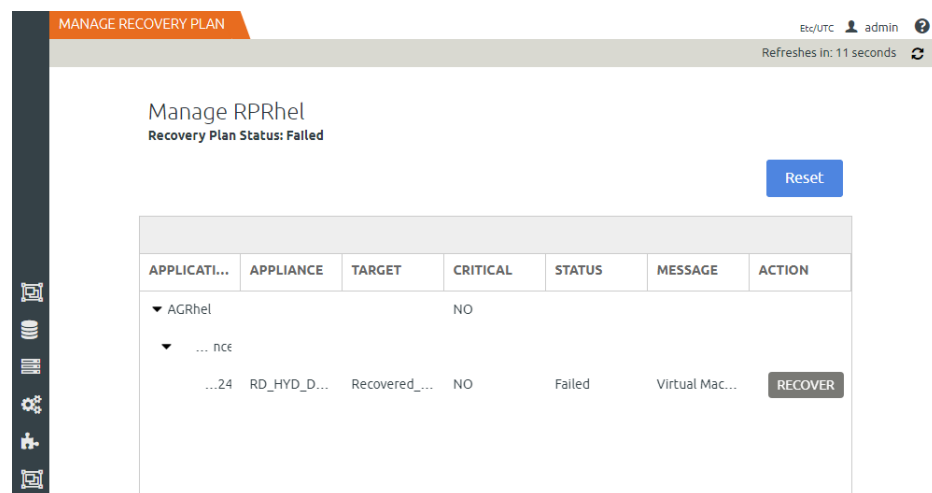 MANAGE RECOVERY PLAN
Etc/UTC admin ?
Refreshes in: 11 seconds
Manage RPRhel
Recovery Plan Status: Failed
Reset
APPLICATI... APPLIANCE TARGET CRITICAL STATUS MESSAGE ACTION
AGRhel NO
... nce
...24 RD_HYD_D... Recovered_... NO Failed Virtual Mac... RECOVER